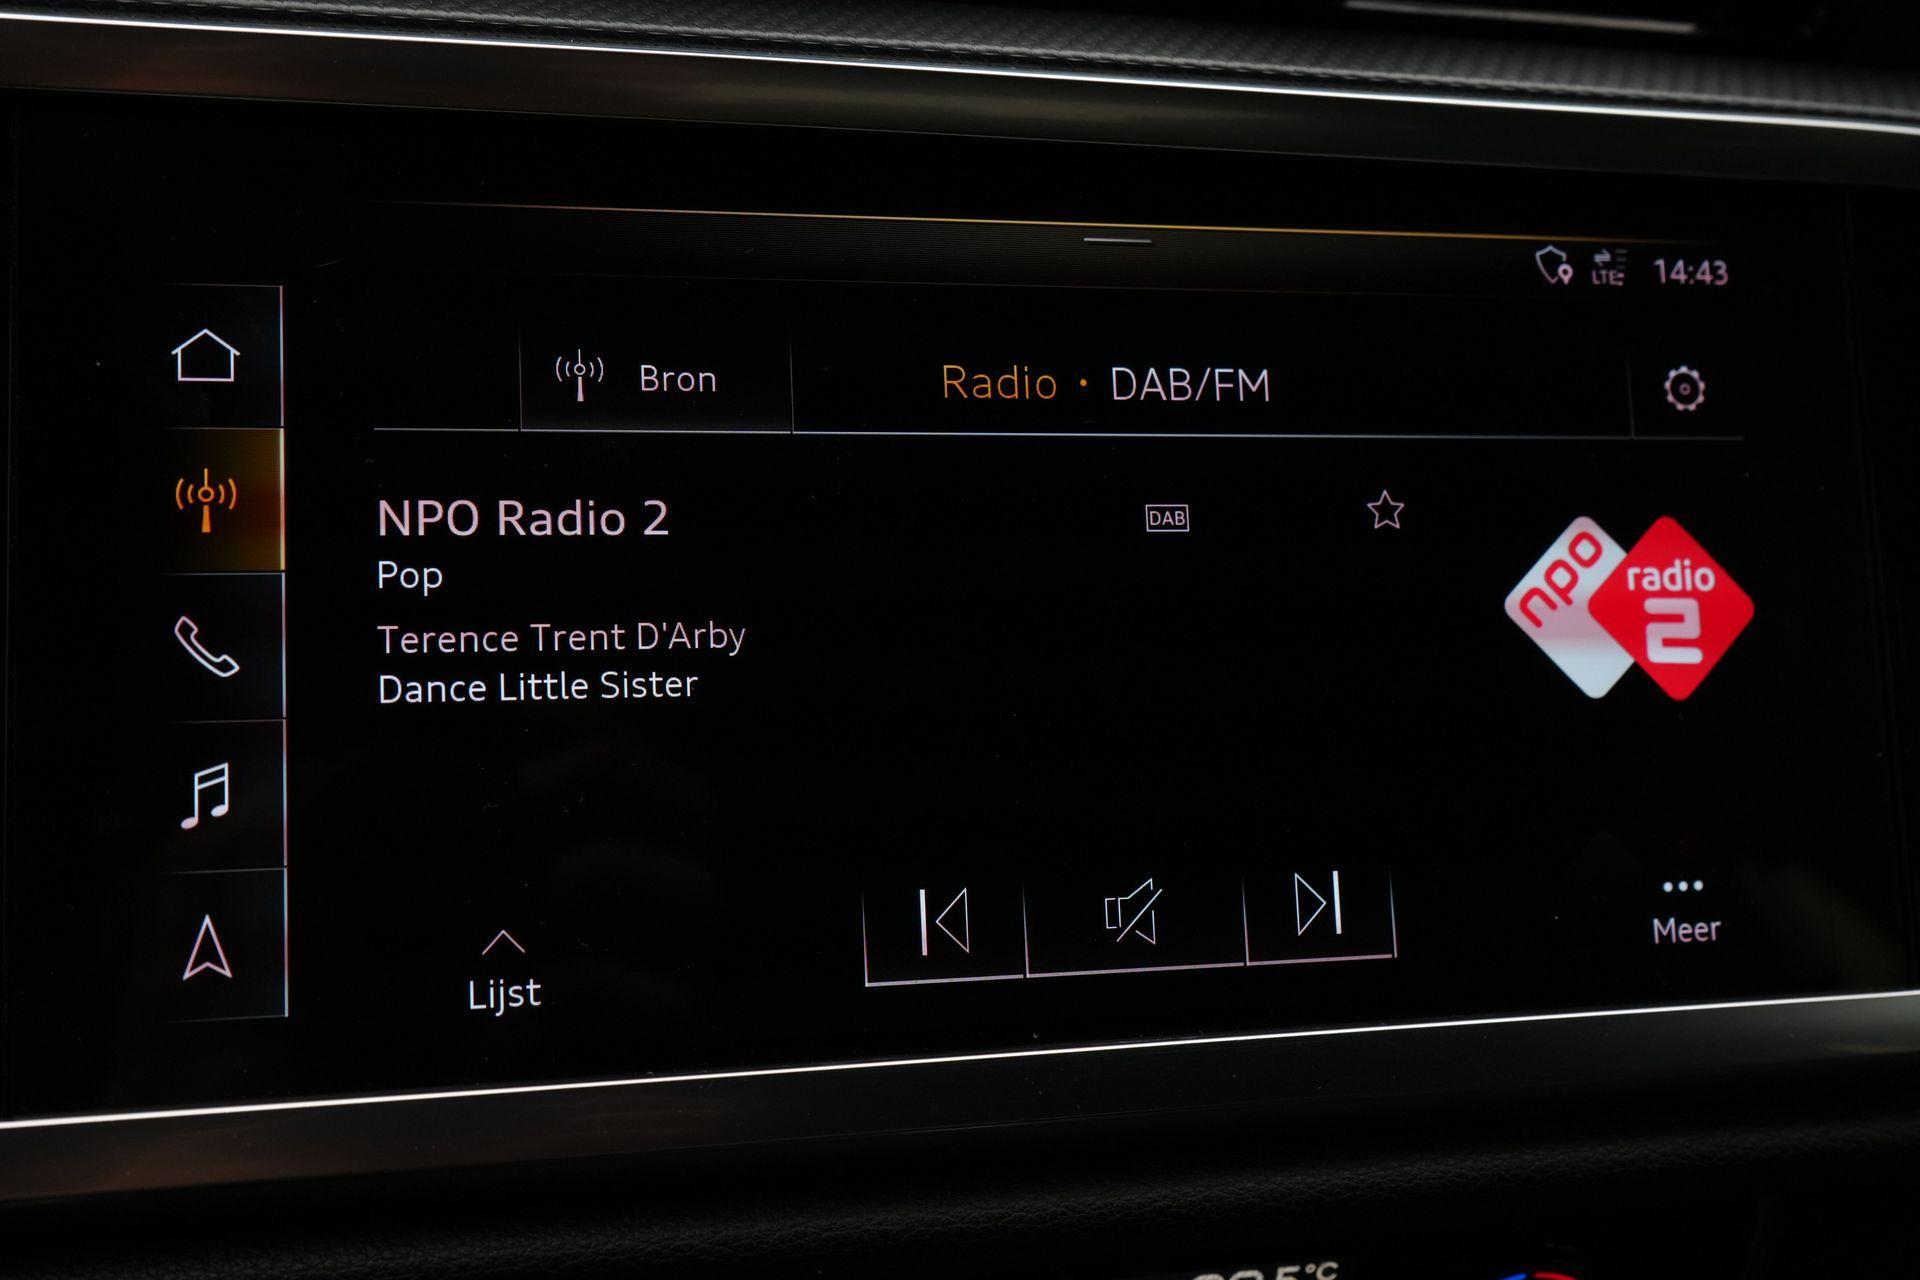 LTE 14:43
Bron
Radio • DAB/FM
NPO Radio 2
DAB
Pop
Terence Trent D'Arby
Dance Little Sister
npo
radio
2
Lijst
Meer